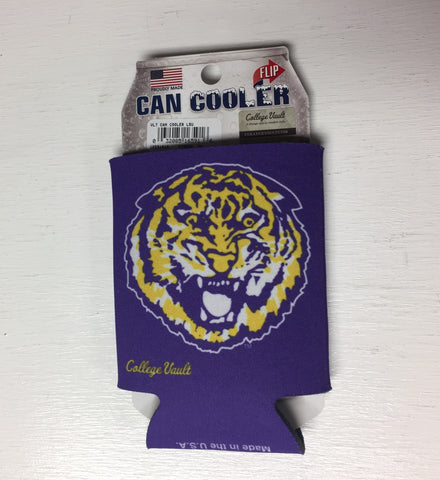 PROUDLY MADE
FLIP
CAN COOLER
College Vault
VLT CAN COOLER LSU
College Vault
Made in the U.S.A.